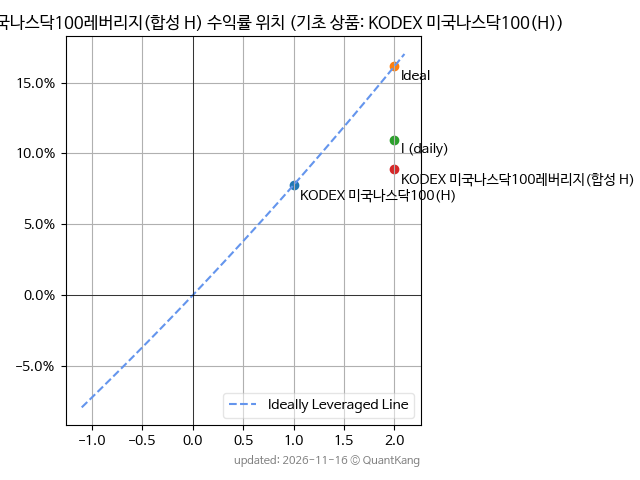 국나스닥100레버리지(합성 H) 수익률 위치 (기초 상품: KODEX 미국나스닥100(H))
15.0%
10.0%
5.0%
0.0%
−5.0%
Ideal
I (daily)
KODEX 미국나스닥100레버리지(합성 H)
KODEX 미국나스닥100(H)
Ideally Leveraged Line
−1.0 −0.5 0.0 0.5 1.0 1.5 2.0
updated: 2026-11-16 © QuantKang